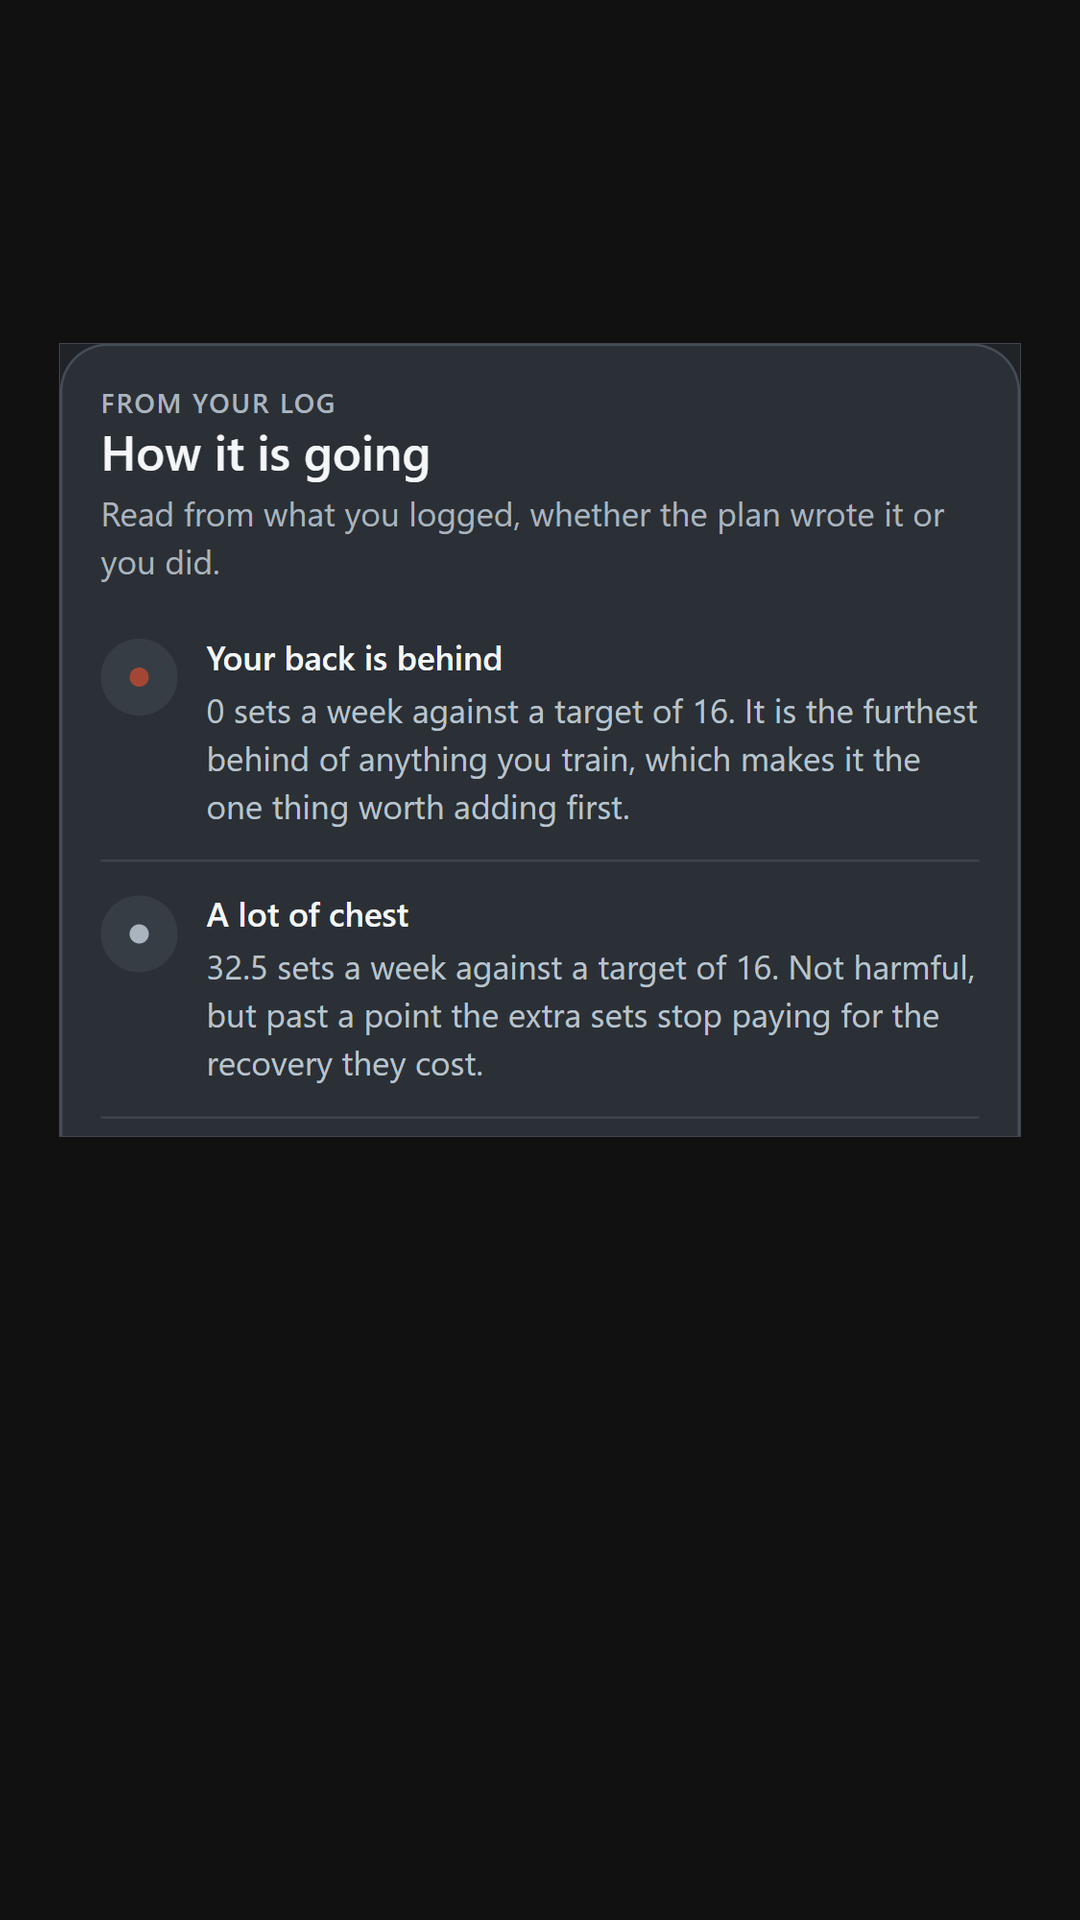 FROM YOUR LOG
How it is going
Read from what you logged, whether the plan wrote it or
you did.
Your back is behind
0 sets a week against a target of 16. It is the furthest
behind of anything you train, which makes it the
one thing worth adding first.
A lot of chest
32.5 sets a week against a target of 16. Not harmful,
but past a point the extra sets stop paying for the
recovery they cost.